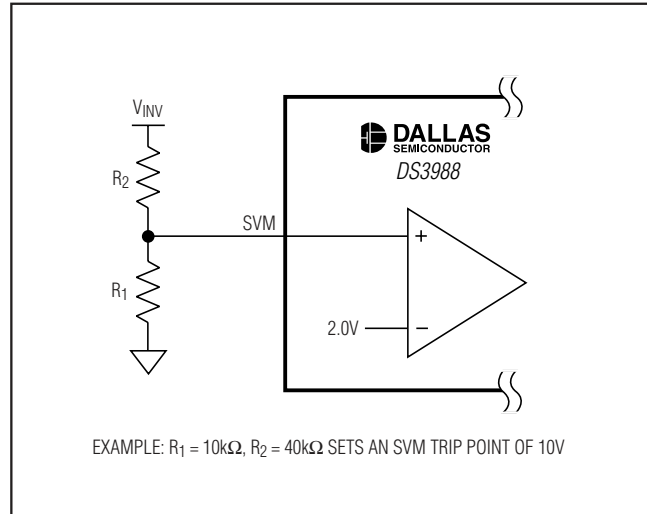 V_INV
DALLAS
SEMICONDUCTOR
DS3988
R2
SVM
+
R1
2.0V
−
EXAMPLE: R1 = 10kΩ, R2 = 40kΩ SETS AN SVM TRIP POINT OF 10V